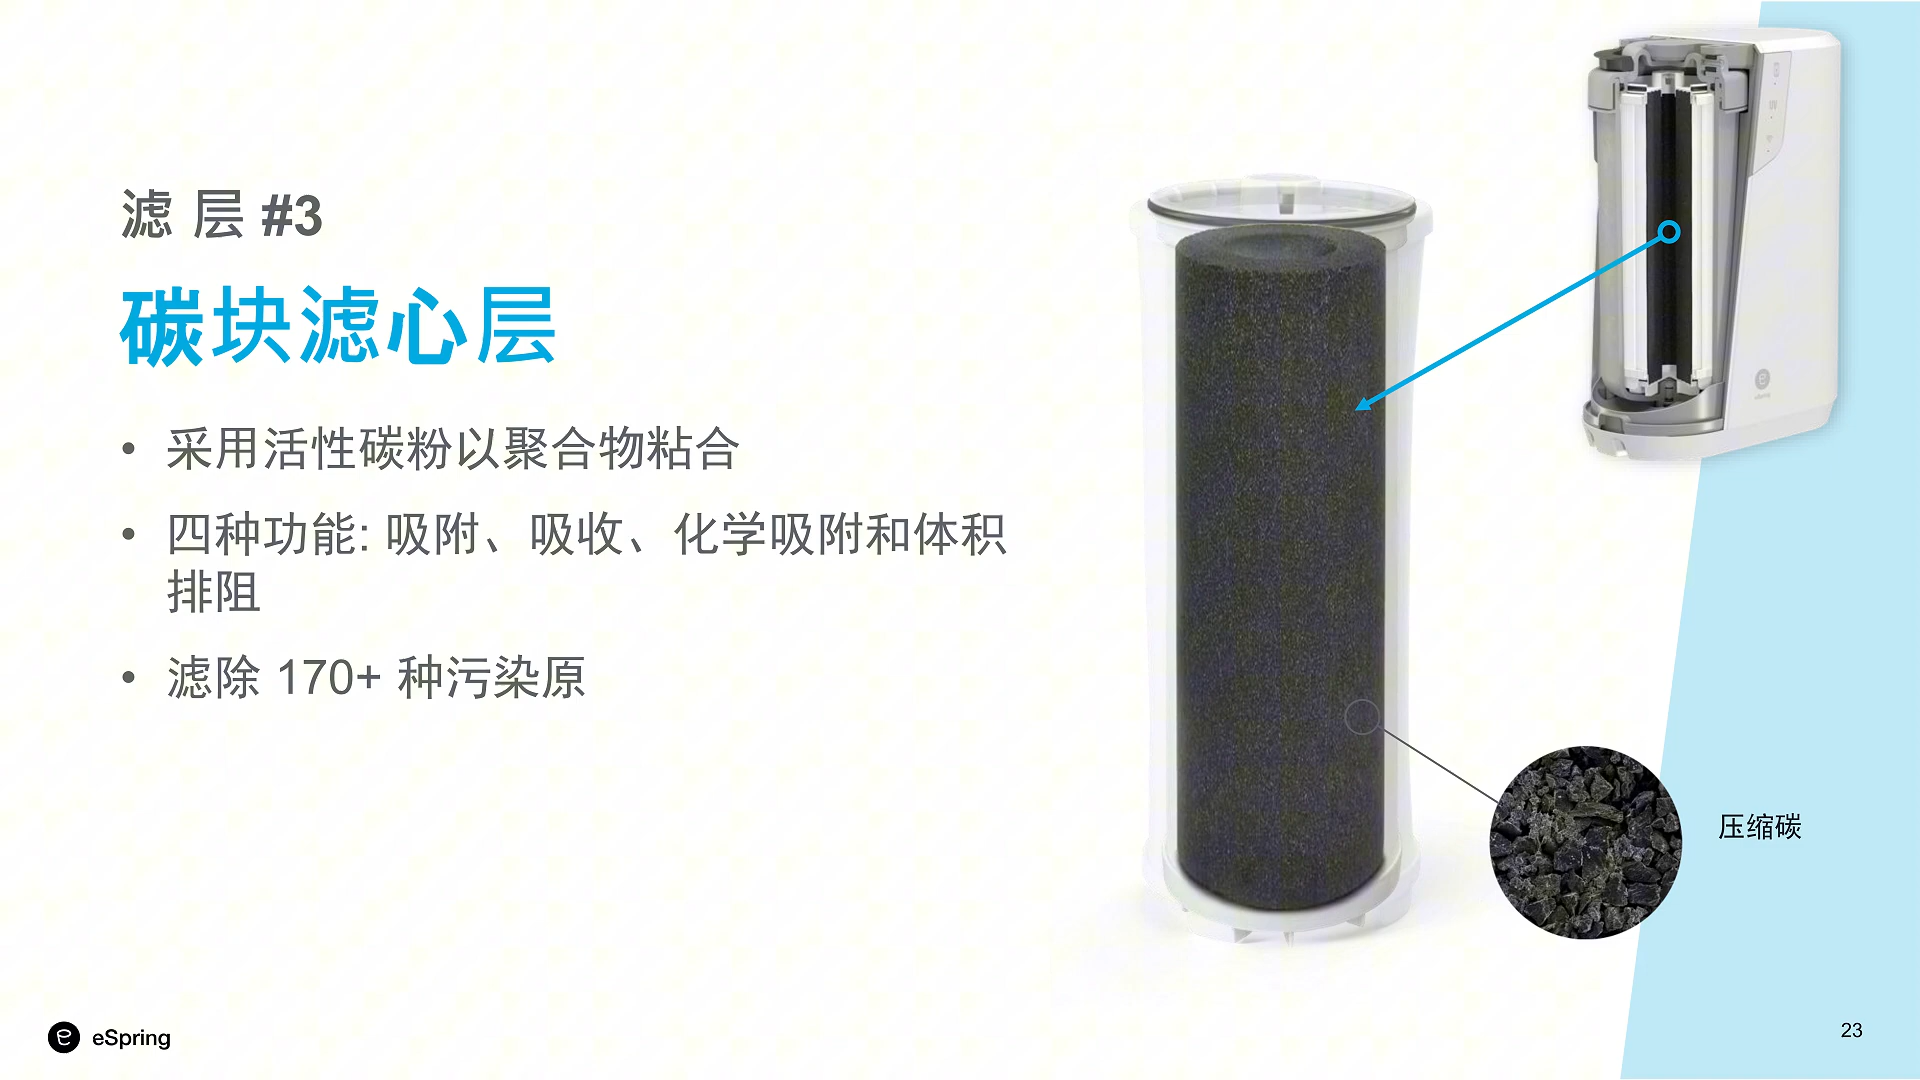 滤 层 #3
碳块滤心层
• 采用活性碳粉以聚合物粘合
• 四种功能: 吸附、吸收、化学吸附和体积
排阻
• 滤除 170+ 种污染原
压缩碳
UV
eSpring
eSpring
23